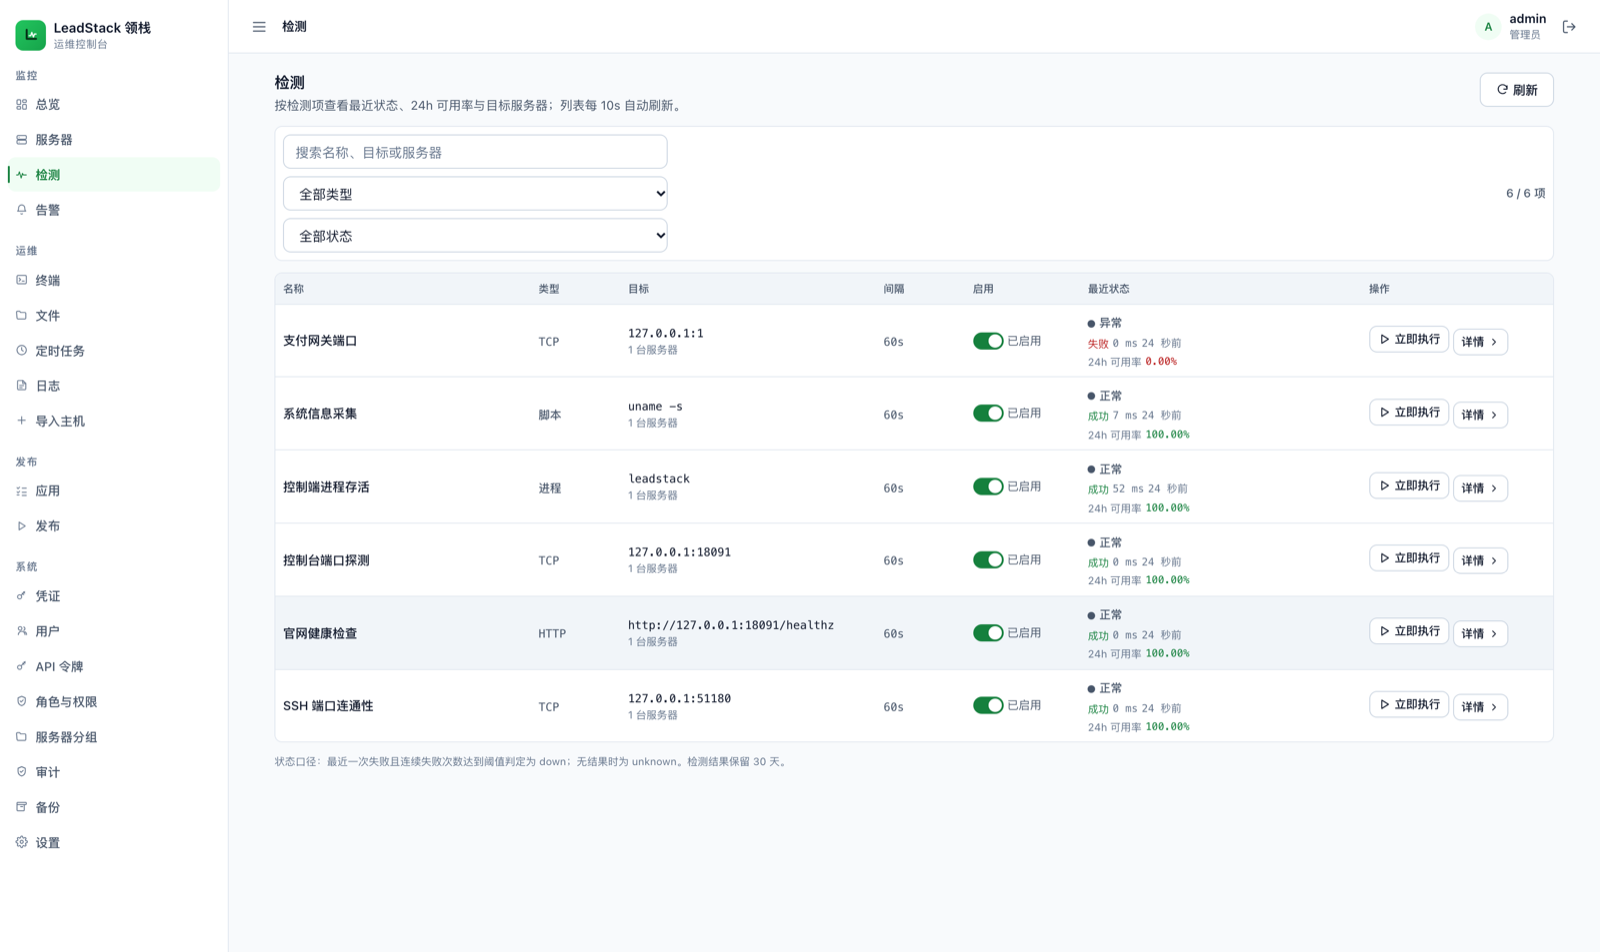 LeadStack 领栈
运维控制台
监控
总览
服务器
检测
告警
运维
终端
文件
定时任务
日志
导入主机
发布
应用
发布
系统
凭证
用户
API 令牌
角色与权限
服务器分组
审计
备份
设置
检测
A
admin
管理员
检测
按检测项查看最近状态、24h 可用率与目标服务器；列表每 10s 自动刷新。
刷新
搜索名称、目标或服务器
全部类型
全部状态
6 / 6 项
名称 类型 目标 间隔 启用 最近状态 操作
支付网关端口 TCP 127.0.0.1:1 1 台服务器 60s 已启用 异常 立即执行 详情
失败 0 ms 24 秒前
24h 可用率 0.00%
系统信息采集 脚本 uname -s 1 台服务器 60s 已启用 正常 立即执行 详情
成功 7 ms 24 秒前
24h 可用率 100.00%
控制端进程存活 进程 leadstack 1 台服务器 60s 已启用 正常 立即执行 详情
成功 52 ms 24 秒前
24h 可用率 100.00%
控制台端口探测 TCP 127.0.0.1:18091 1 台服务器 60s 已启用 正常 立即执行 详情
成功 0 ms 24 秒前
24h 可用率 100.00%
官网健康检查 HTTP http://127.0.0.1:18091/healthz 1 台服务器 60s 已启用 正常 立即执行 详情
成功 0 ms 24 秒前
24h 可用率 100.00%
SSH 端口连通性 TCP 127.0.0.1:51180 1 台服务器 60s 已启用 正常 立即执行 详情
成功 0 ms 24 秒前
24h 可用率 100.00%
状态口径：最近一次失败且连续失败次数达到阈值判定为 down；无结果时为 unknown。检测结果保留 30 天。